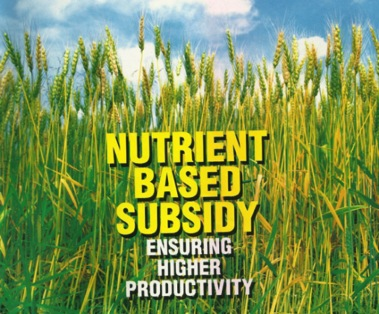 NUTRIENT
BASED
SUBSIDY
ENSURING
HIGHER
PRODUCTIVITY